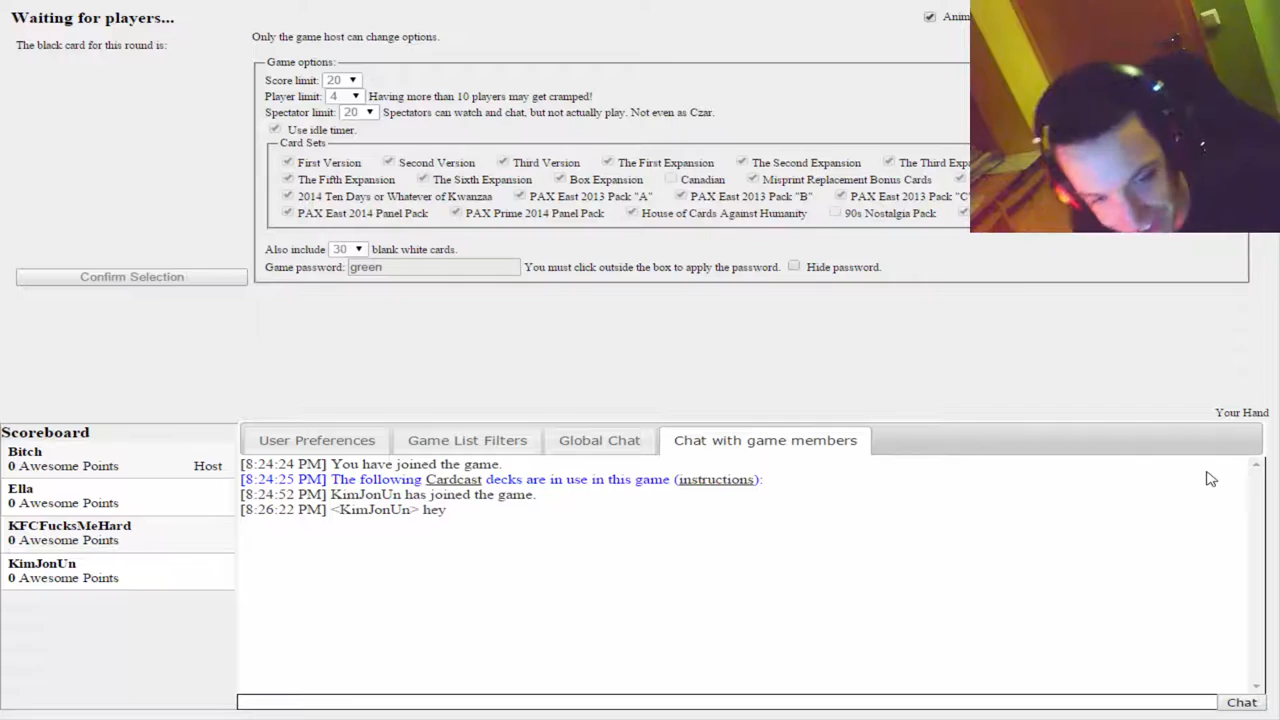 Waiting for players...
Anim
The black card for this round is:
Only the game host can change options.
Game options:
Score limit: 20
Player limit: 4 Having more than 10 players may get cramped!
Spectator limit: 20 Spectators can watch and chat, but not actually play. Not even as Czar.
Use idle timer.
Card Sets
First Version Second Version Third Version The First Expansion The Second Expansion The Third Exp
The Fifth Expansion The Sixth Expansion Box Expansion Canadian Misprint Replacement Bonus Cards
2014 Ten Days or Whatever of Kwanzaa PAX East 2013 Pack "A" PAX East 2013 Pack "B" PAX East 2013 Pack "C"
PAX East 2014 Panel Pack PAX Prime 2014 Panel Pack House of Cards Against Humanity 90s Nostalgia Pack
Also include 30 blank white cards.
Game password: green You must click outside the box to apply the password. Hide password.
Confirm Selection
Your Hand
Scoreboard
Bitch
0 Awesome Points Host
Ella
0 Awesome Points
KFCFucksMeHard
0 Awesome Points
KimJonUn
0 Awesome Points
User Preferences Game List Filters Global Chat Chat with game members
[8:24:24 PM] You have joined the game.
[8:24:25 PM] The following Cardcast decks are in use in this game (instructions):
[8:24:52 PM] KimJonUn has joined the game.
[8:26:22 PM] <KimJonUn> hey
Chat